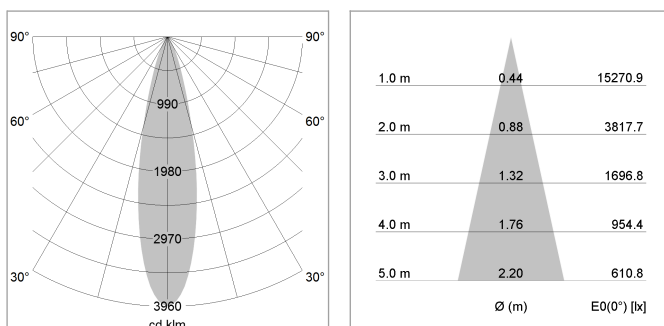 90°
90°
990
60°
60°
1980
2970
30°
30°
3960
cd klm
1.0 m 0.44 15270.9
2.0 m 0.88 3817.7
3.0 m 1.32 1696.8
4.0 m 1.76 954.4
5.0 m 2.20 610.8
Ø (m) E0(0°) [lx]